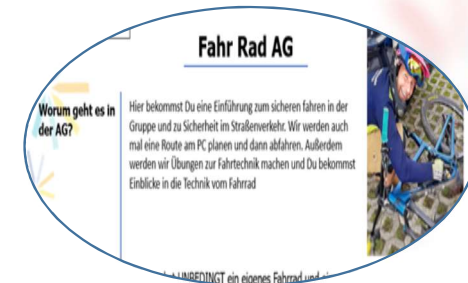 Fahr Rad AG
Worum geht es in
der AG?
Hier bekommst Du eine Einführung zum sicheren fahren in der
Gruppe und zu Sicherheit im Straßenverkehr. Wir werden auch
mal eine Route am PC planen und dann abfahren. Außerdem
werden wir Übungen zur Fahrtechnik machen und Du bekommst
Einblicke in die Technik vom Fahrrad
UNBEDINGT ein eigenes Fahrrad und